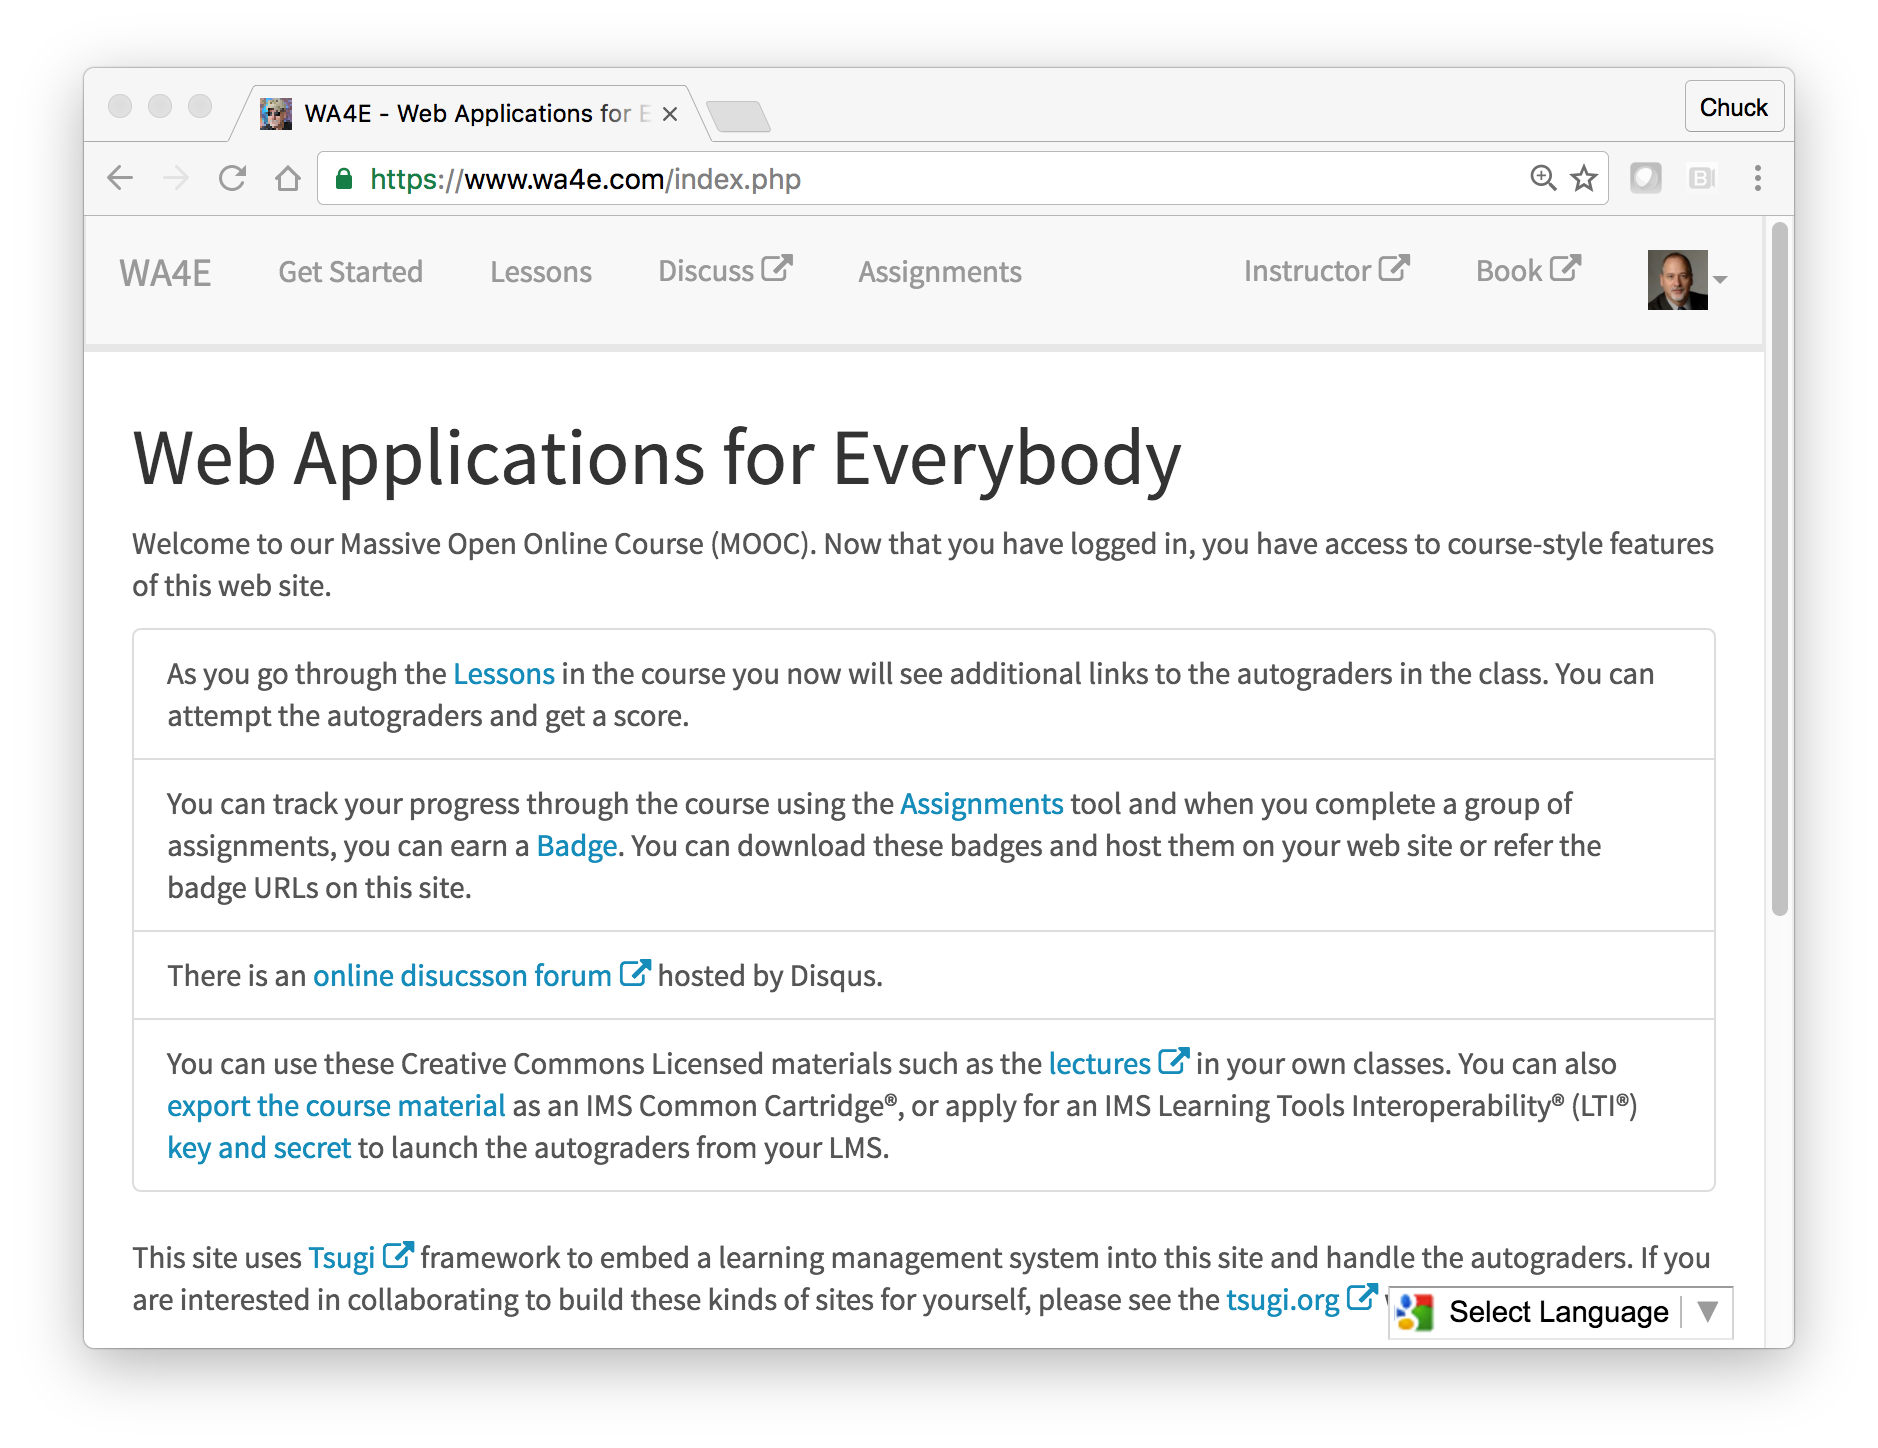 WA4E - Web Applications for E
Chuck
https://www.wa4e.com/index.php
WA4E Get Started Lessons Discuss Assignments Instructor Book
Web Applications for Everybody
Welcome to our Massive Open Online Course (MOOC). Now that you have logged in, you have access to course-style features
of this web site.
As you go through the Lessons in the course you now will see additional links to the autograders in the class. You can
attempt the autograders and get a score.
You can track your progress through the course using the Assignments tool and when you complete a group of
assignments, you can earn a Badge. You can download these badges and host them on your web site or refer the
badge URLs on this site.
There is an online disucsson forum hosted by Disqus.
You can use these Creative Commons Licensed materials such as the lectures in your own classes. You can also
export the course material as an IMS Common Cartridge®, or apply for an IMS Learning Tools Interoperability® (LTI®)
key and secret to launch the autograders from your LMS.
This site uses Tsugi framework to embed a learning management system into this site and handle the autograders. If you
are interested in collaborating to build these kinds of sites for yourself, please see the tsugi.org
Select Language